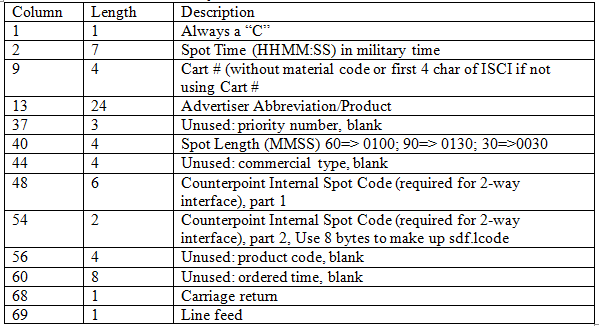 Column Length Description
1 1 Always a “C”
2 7 Spot Time (HHMM:SS) in military time
9 4 Cart # (without material code or first 4 char of ISCI if not
using Cart #
13 24 Advertiser Abbreviation/Product
37 3 Unused: priority number, blank
40 4 Spot Length (MMSS) 60=> 0100; 90=> 0130; 30=>0030
44 4 Unused: commercial type, blank
48 6 Counterpoint Internal Spot Code (required for 2-way
interface), part 1
54 2 Counterpoint Internal Spot Code (required for 2-way
interface), part 2, Use 8 bytes to make up sdf.lcode
56 4 Unused: product code, blank
60 8 Unused: ordered time, blank
68 1 Carriage return
69 1 Line feed